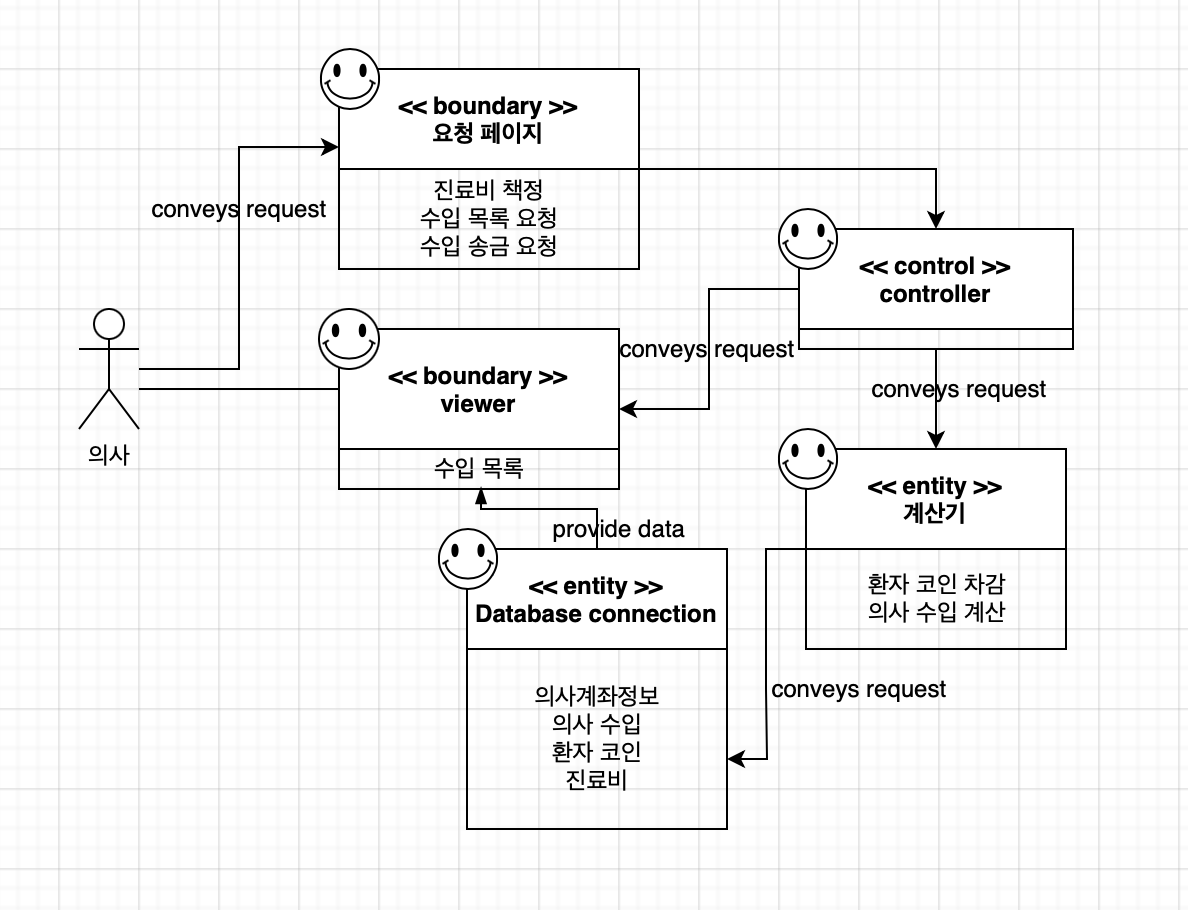 << boundary >>
요청 페이지
진료비 책정
수입 목록 요청
수입 송금 요청
conveys request
<< control >>
controller
conveys request
<< boundary >>
viewer
수입 목록
conveys request
의사
<< entity >>
계산기
환자 코인 차감
의사 수입 계산
provide data
<< entity >>
Database connection
의사계좌정보
의사 수입
환자 코인
진료비
conveys request